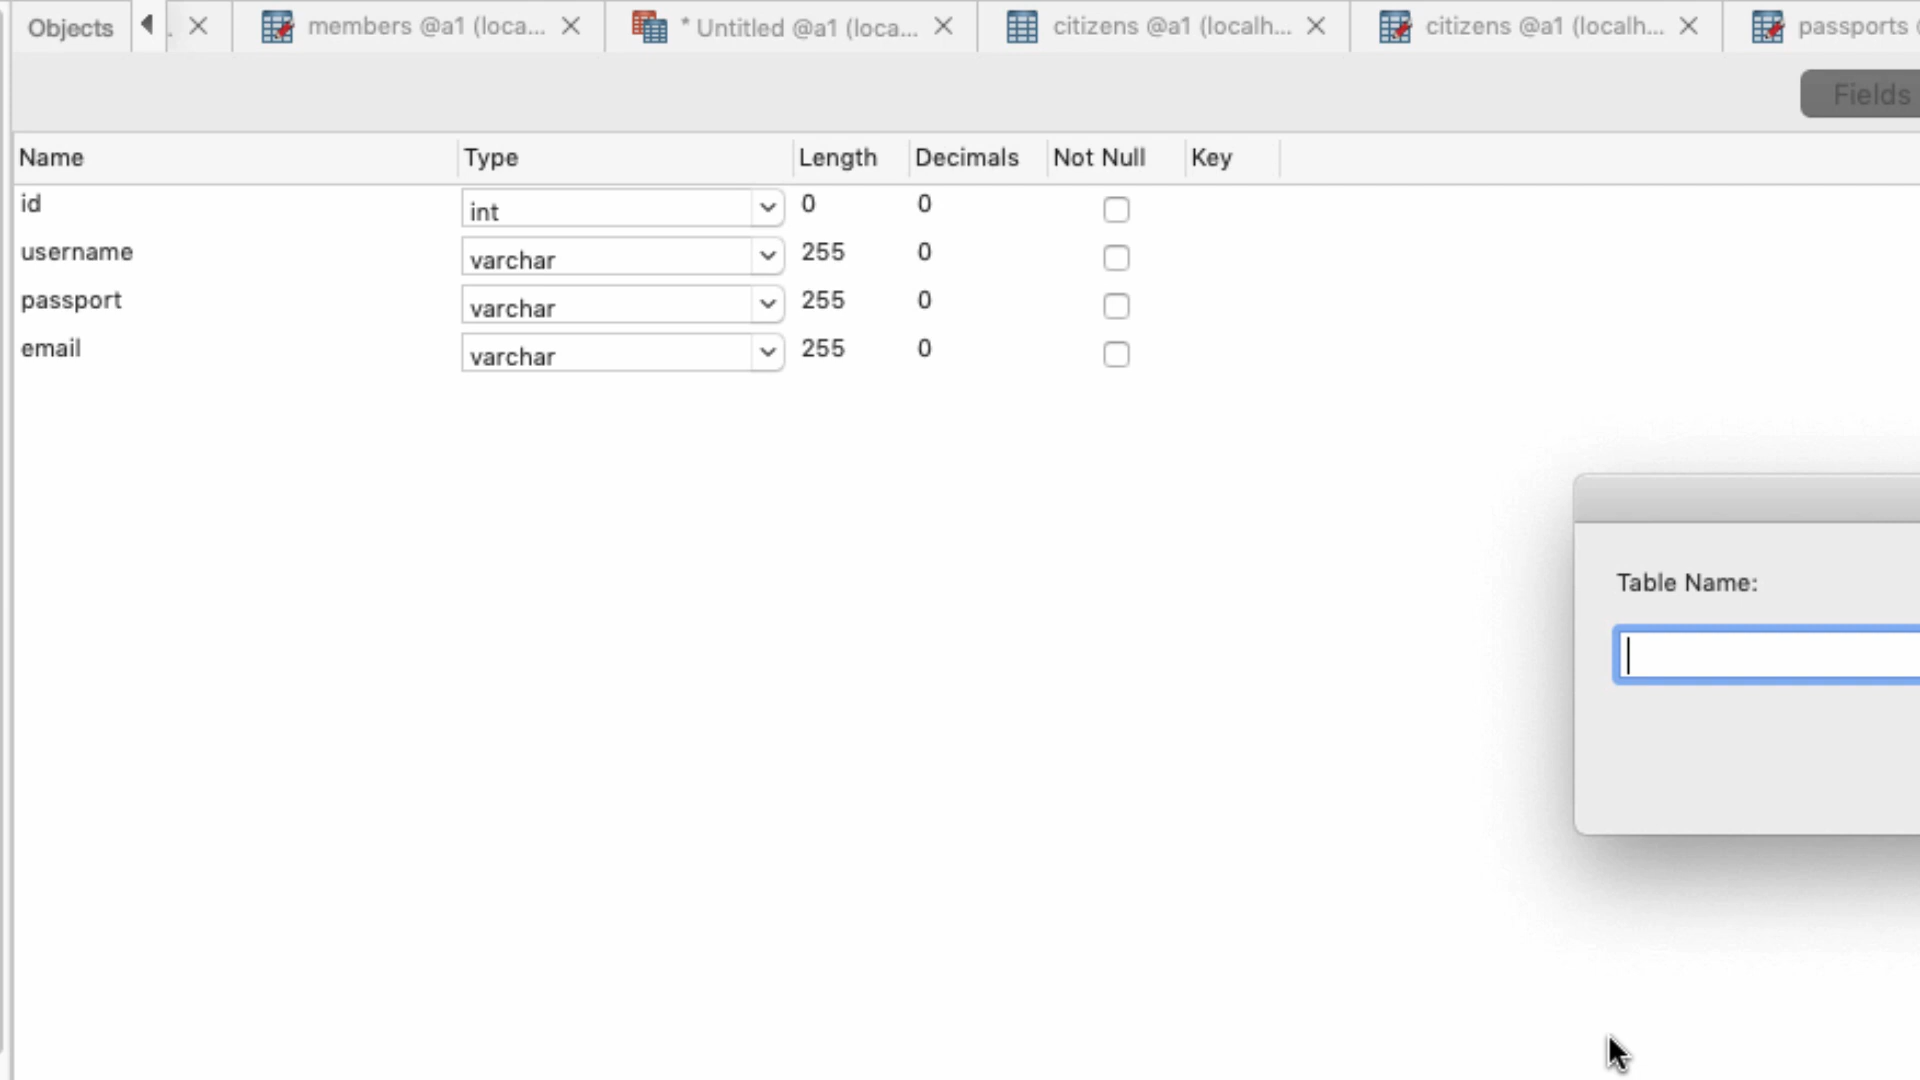 Objects
. 
members @a1 (loca...
* Untitled @a1 (loca...
citizens @a1 (localh...
citizens @a1 (localh...
passports
Fields
Name Type Length Decimals Not Null Key
id int 0 0
username varchar 255 0
passport varchar 255 0
email varchar 255 0
Table Name: